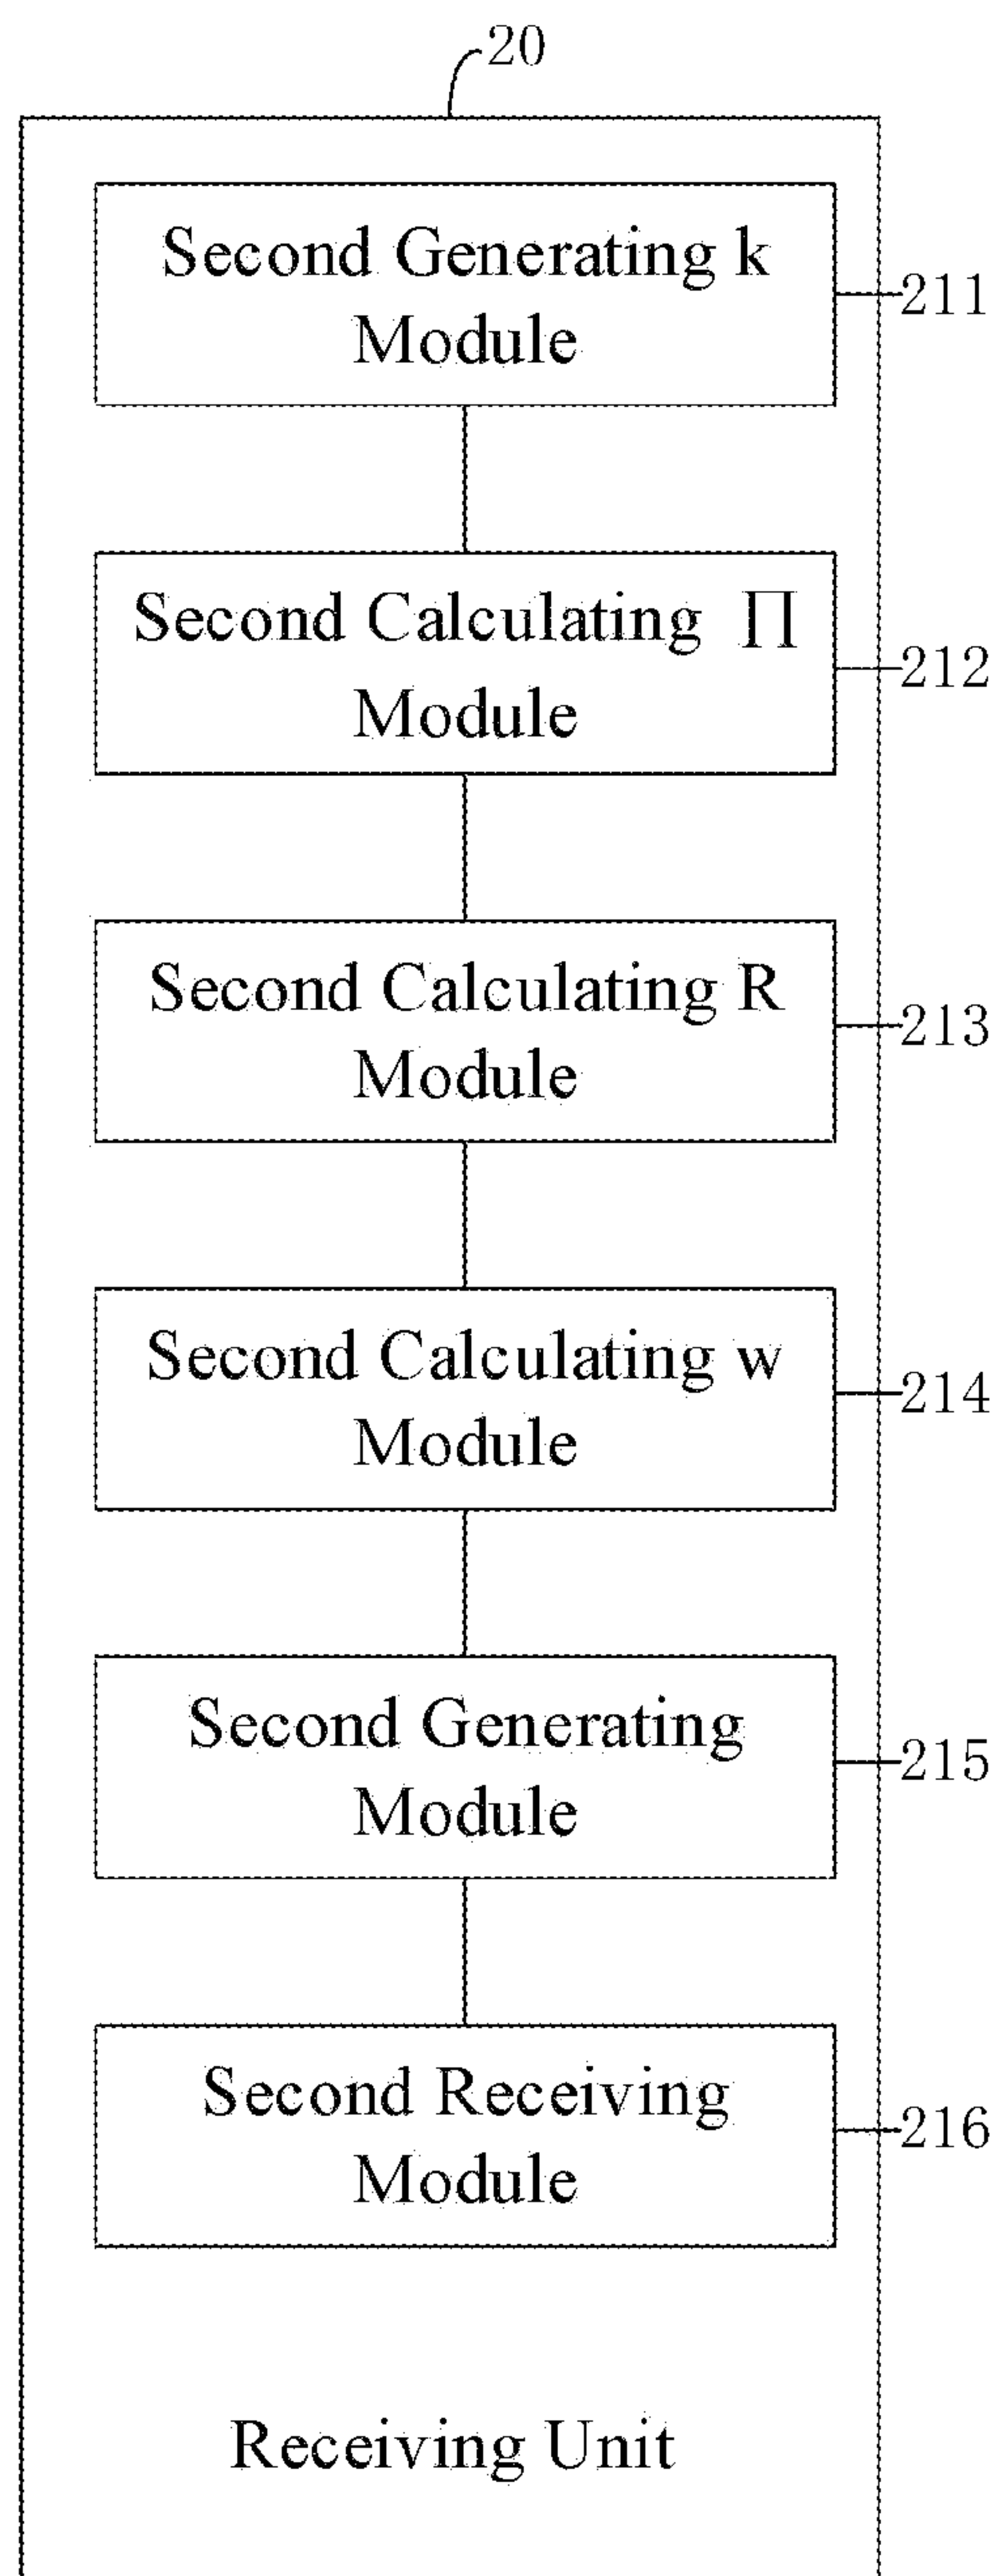 20
Second Generating k
Module
211
Second Calculating ∏
Module
212
Second Calculating R
Module
213
Second Calculating w
Module
214
Second Generating
Module
215
Second Receiving
Module
216
Receiving Unit